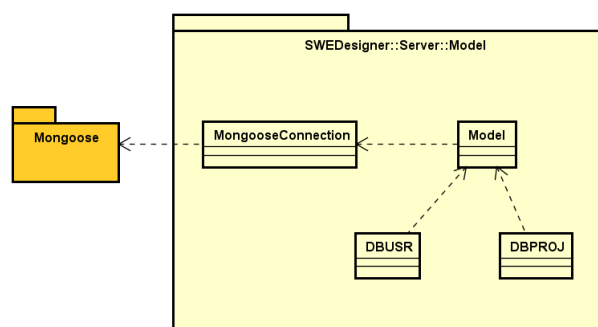 SWEDesigner::Server::Model
Mongoose
MongooseConnection
Model
DBUSR
DBPROJ